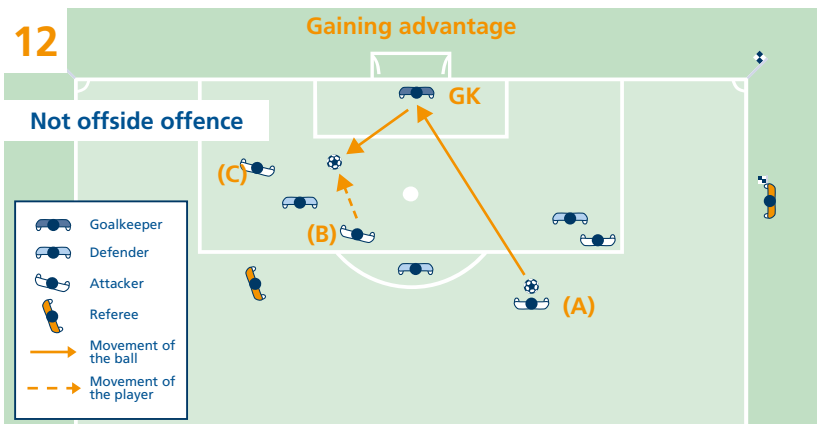 12
Gaining advantage
GK
Not offside offence
(C)
(B)
(A)
Goalkeeper
Defender
Attacker
Referee
Movement of
the ball
Movement of
the player